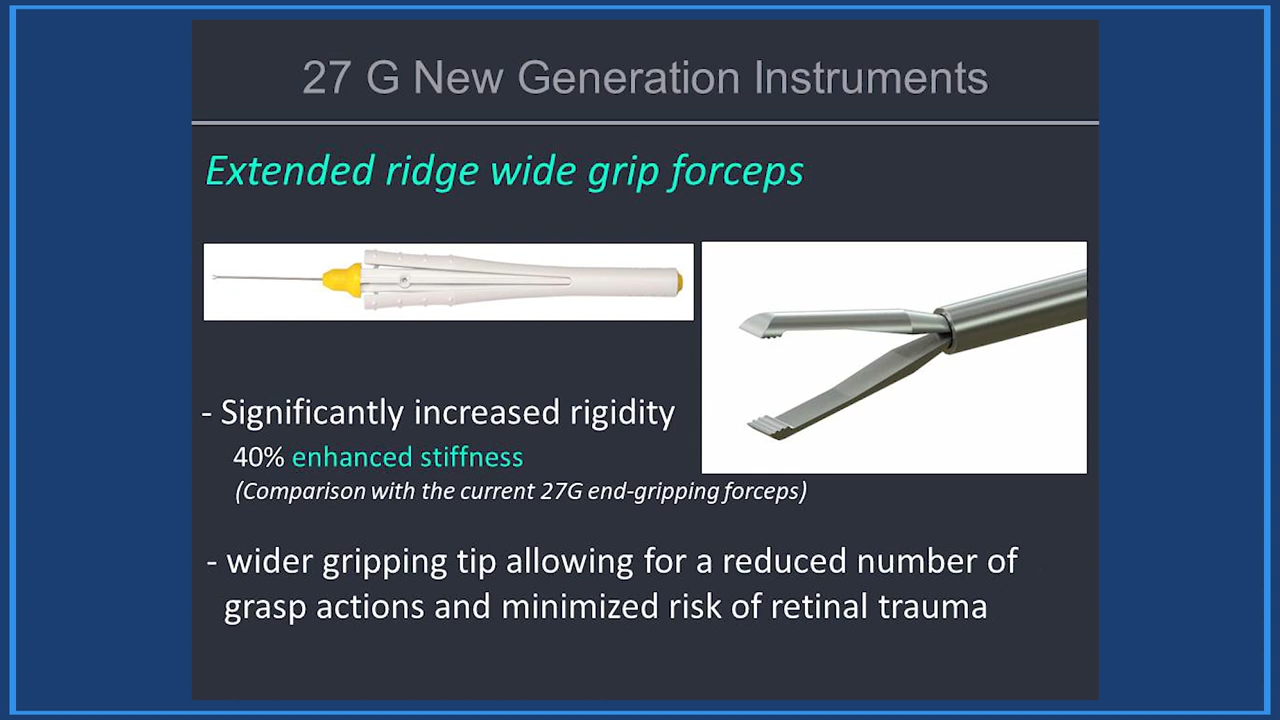 27 G New Generation Instruments
Extended ridge wide grip forceps
- Significantly increased rigidity
40% enhanced stiffness
(Comparison with the current 27G end-gripping forceps)
- wider gripping tip allowing for a reduced number of
grasp actions and minimized risk of retinal trauma